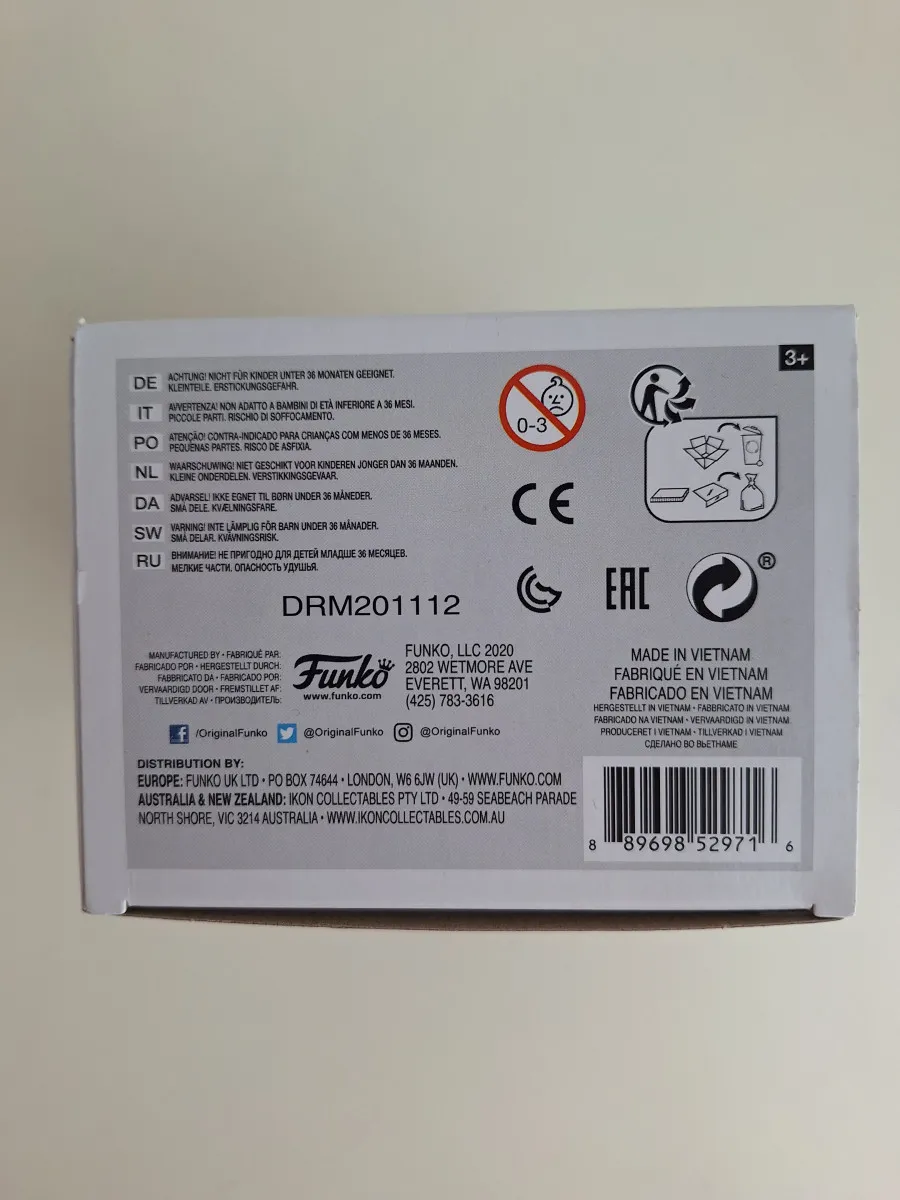 3+
DE ACHTUNG! NICHT FÜR KINDER UNTER 36 MONATEN GEEIGNET.
KLEINTEILE. ERSTICKUNGSGEFAHR.
IT AVVERTENZA! NON ADATTO A BAMBINI DI ETÀ INFERIORE A 36 MESI.
PICCOLE PARTI. RISCHIO DI SOFFOCAMENTO.
PO ATENÇÃO! CONTRA-INDICADO PARA CRIANÇAS COM MENOS DE 36 MESES.
PEQUENAS PARTES. RISCO DE ASFIXIA.
NL WAARSCHUWING! NIET GESCHIKT VOOR KINDEREN JONGER DAN 36 MAANDEN.
KLEINE ONDERDELEN. VERSTIKKINGSGEVAAR.
DA ADVARSEL! IKKE EGNET TIL BØRN UNDER 36 MÅNEDER.
SMÅ DELE. KVÆLNINGSFARE.
SW VARNING! INTE LÄMPLIG FÖR BARN UNDER 36 MÅNADER.
SMÅ DELAR. KVÄVNINGSRISK.
RU ВНИМАНИЕ! НЕ ПРИГОДНО ДЛЯ ДЕТЕЙ МЛАДШЕ 36 МЕСЯЦЕВ.
МЕЛКИЕ ЧАСТИ. ОПАСНОСТЬ УДУШЬЯ.
0-3
CE
EAC
®
DRM201112
MANUFACTURED BY • FABRIQUÉ PAR:
FABRICADO POR • HERGESTELLT DURCH:
FABBRICATO DA • FABRICADO POR:
VERVAARDIGD DOOR • FREMSTILLET AF:
TILLVERKAD AV • ПРОИЗВОДИТЕЛЬ:
Funko
www.funko.com
FUNKO, LLC 2020
2802 WETMORE AVE
EVERETT, WA 98201
(425) 783-3616
/OriginalFunko @OriginalFunko @OriginalFunko
MADE IN VIETNAM
FABRIQUÉ EN VIETNAM
FABRICADO EN VIETNAM
HERGESTELLT IN VIETNAM • FABBRICATO IN VIETNAM
FABRICADO NA VIETNAM • VERVAARDIGD IN VIETNAM
PRODUCERET I VIETNAM • TILLVERKAD I VIETNAM
СДЕЛАНО ВО ВЬЕТНАМЕ
DISTRIBUTION BY:
EUROPE: FUNKO UK LTD • PO BOX 74644 • LONDON, W6 6JW (UK) • WWW.FUNKO.COM
AUSTRALIA & NEW ZEALAND: IKON COLLECTABLES PTY LTD • 49-59 SEABEACH PARADE
NORTH SHORE, VIC 3214 AUSTRALIA • WWW.IKONCOLLECTABLES.COM.AU
8 89698 52971 6